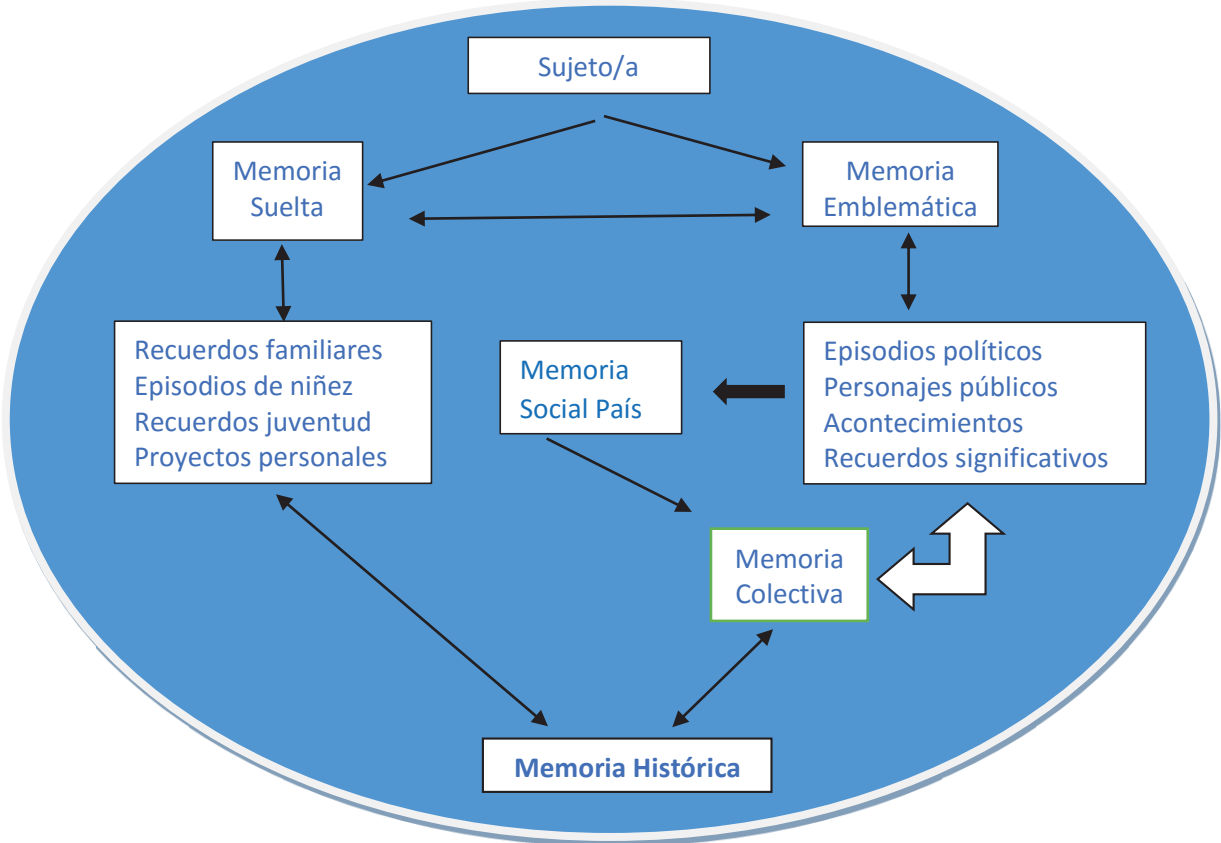 Sujeto/a
Memoria
Suelta
Memoria
Emblemática
Recuerdos familiares
Episodios de niñez
Recuerdos juventud
Proyectos personales
Memoria
Social País
Episodios políticos
Personajes públicos
Acontecimientos
Recuerdos significativos
Memoria
Colectiva
Memoria Histórica